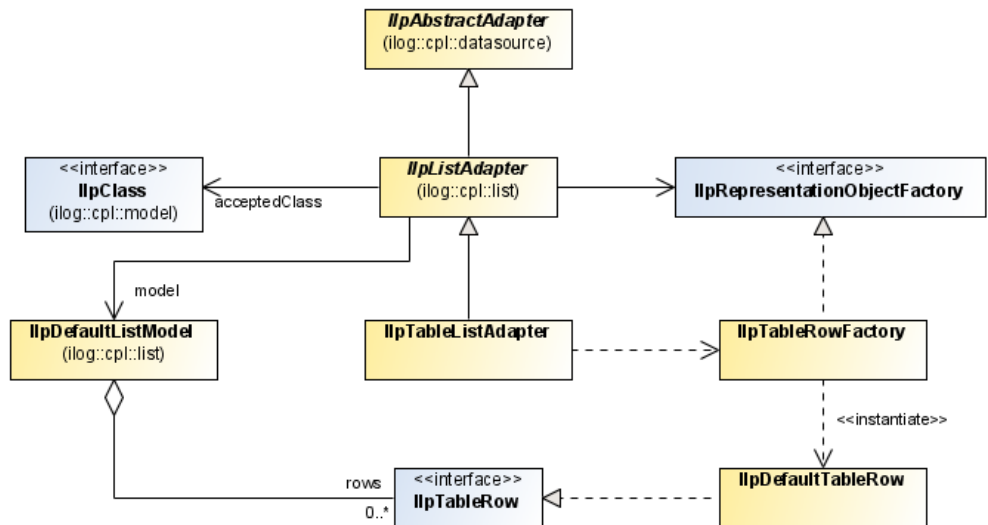 IlpAbstractAdapter
(ilog::cpl::datasource)
<<interface>>
IlpClass
(ilog::cpl::model)
acceptedClass
IlpListAdapter
(ilog::cpl::list)
<<interface>>
IlpRepresentationObjectFactory
model
IlpDefaultListModel
(ilog::cpl::list)
IlpTableListAdapter
IlpTableRowFactory
<<instantiate>>
rows
0..*
<<interface>>
IlpTableRow
IlpDefaultTableRow